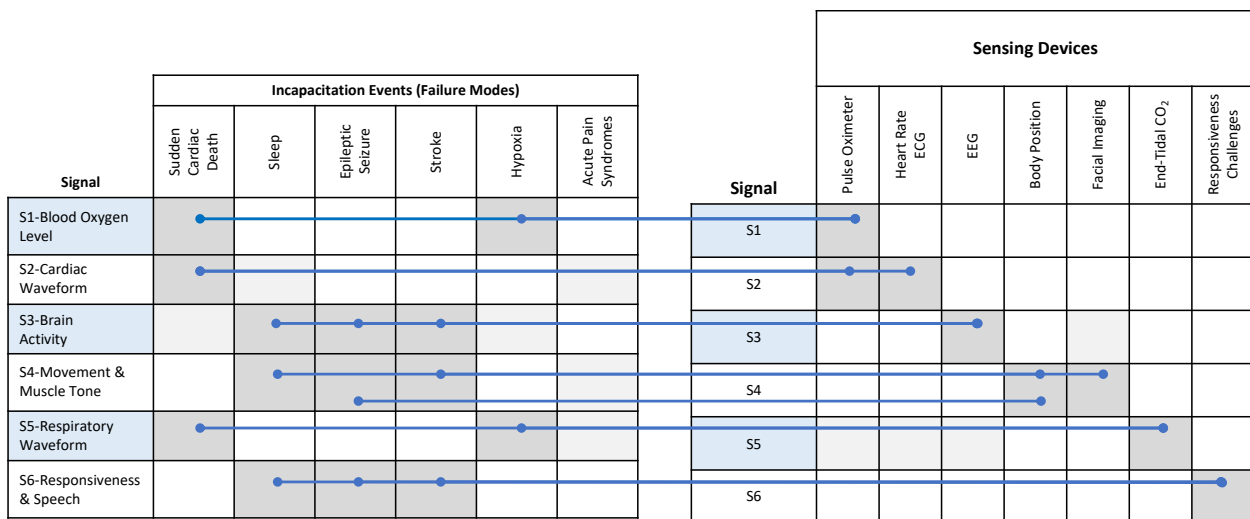 Sensing Devices
Incapacitation Events (Failure Modes)
Signal
Sudden
Cardiac
Death
Sleep
Epileptic
Seizure
Stroke
Hypoxia
Acute Pain
Syndromes
Signal
Pulse Oximeter
Heart Rate
ECG
EEG
Body Position
Facial Imaging
End-Tidal CO₂
Responsiveness
Challenges
S1-Blood Oxygen
Level
S1
S2-Cardiac
Waveform
S2
S3-Brain
Activity
S3
S4-Movement &
Muscle Tone
S4
S5-Respiratory
Waveform
S5
S6-Responsiveness
& Speech
S6